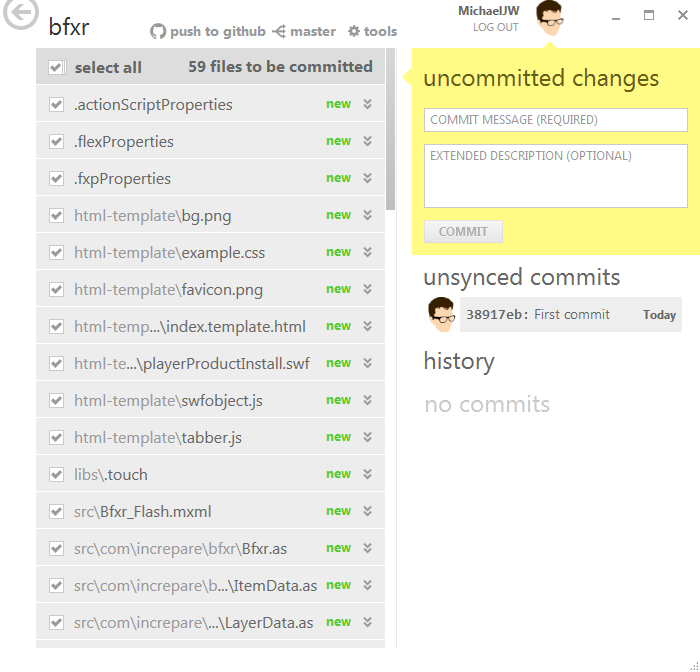 bfxr
push to github
master
tools
MichaelJW
LOG OUT
select all
59 files to be committed
.actionScriptProperties new
.flexProperties new
.fxpProperties new
html-template\bg.png new
html-template\example.css new
html-template\favicon.png new
html-temp...\index.template.html new
html-te...\playerProductInstall.swf new
html-template\swfobject.js new
html-template\tabber.js new
libs\.touch new
src\Bfxr_Flash.mxml new
src\com\increpare\bfxr\Bfxr.as new
src\com\increpare\b...\ItemData.as new
src\com\increpare\...\LayerData.as new
uncommitted changes
COMMIT MESSAGE (REQUIRED)
EXTENDED DESCRIPTION (OPTIONAL)
COMMIT
unsynced commits
38917eb: First commit Today
history
no commits